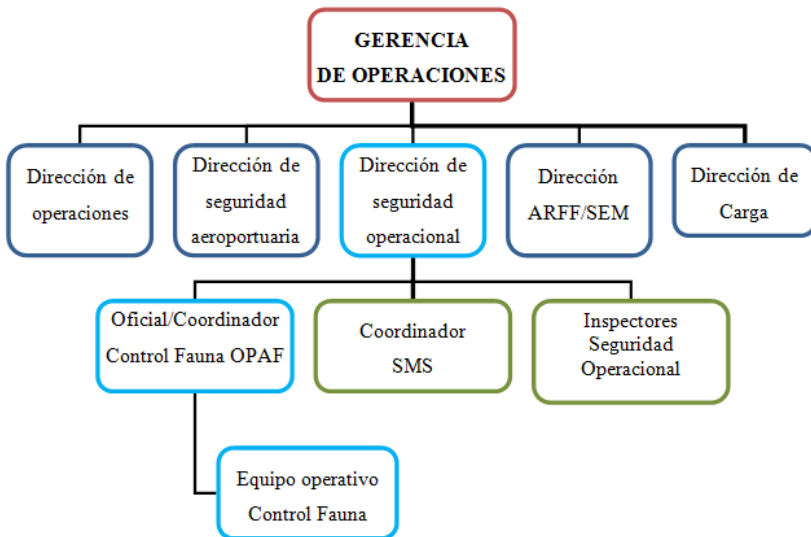 GERENCIA
DE OPERACIONES
Dirección de
operaciones
Dirección de
seguridad
aeroportuaria
Dirección de
seguridad
operacional
Dirección
ARFF/SEM
Dirección de
Carga
Oficial/Coordinador
Control Fauna OPAF
Coordinador
SMS
Inspectores
Seguridad
Operacional
Equipo operativo
Control Fauna